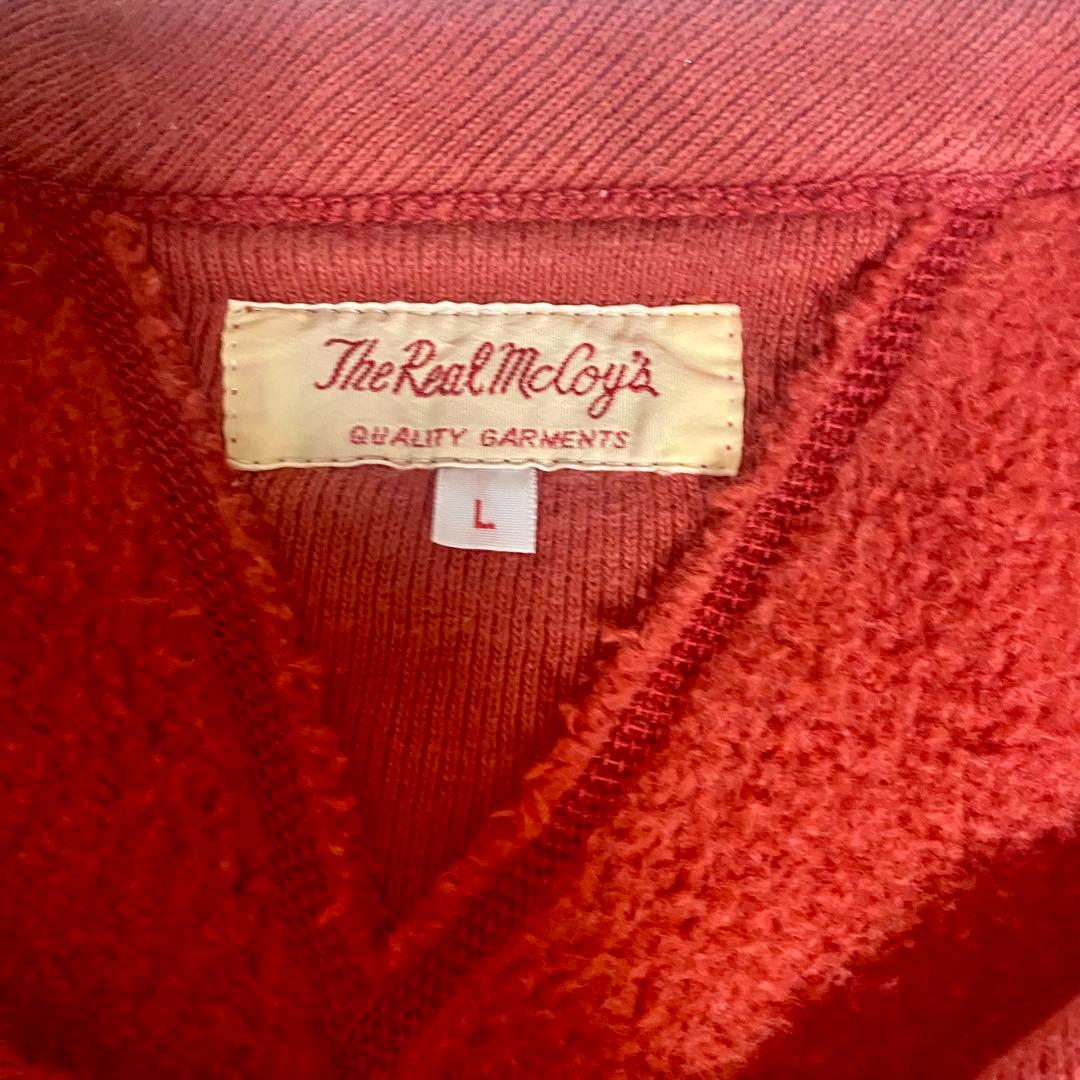 The Real McCoy's
QUALITY GARMENTS
L